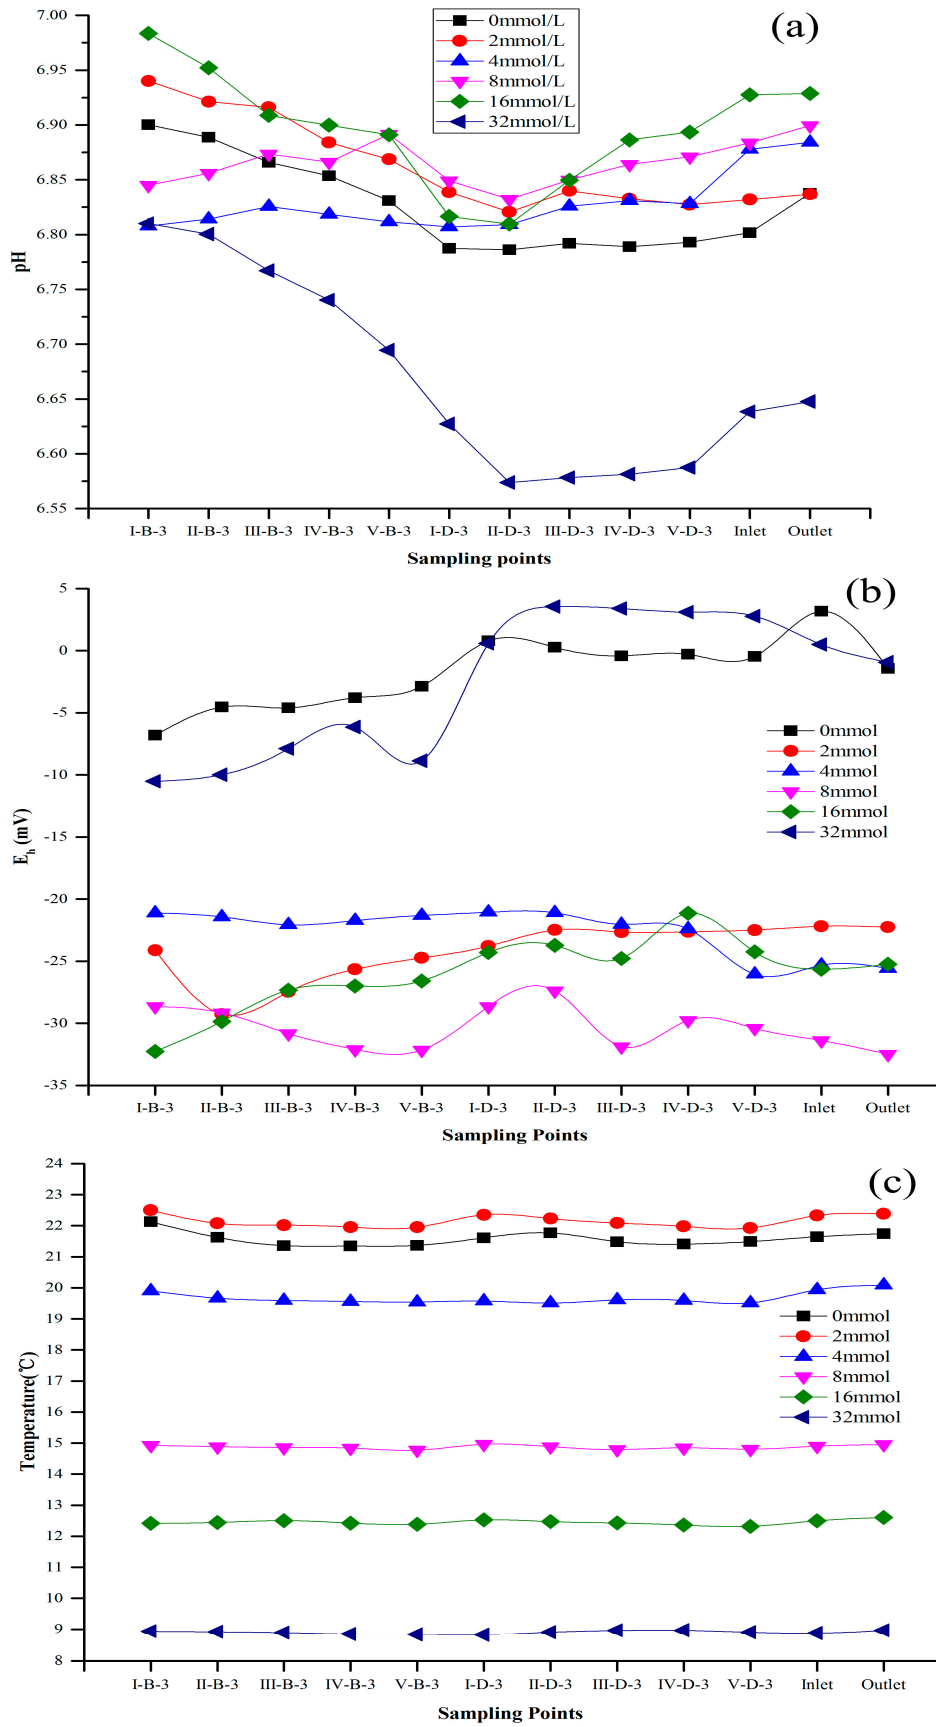 (a)
0mmol/L
2mmol/L
4mmol/L
8mmol/L
16mmol/L
32mmol/L
7.00
6.95
6.90
6.85
6.80
6.75
6.70
6.65
6.60
6.55
pH
I-B-3 II-B-3 III-B-3 IV-B-3 V-B-3 I-D-3 II-D-3 III-D-3 IV-D-3 V-D-3 Inlet Outlet
Sampling points
(b)
5
0
-5
-10
-15
-20
-25
-30
-35
Eh (mV)
0mmol
2mmol
4mmol
8mmol
16mmol
32mmol
I-B-3 II-B-3 III-B-3 IV-B-3 V-B-3 I-D-3 II-D-3 III-D-3 IV-D-3 V-D-3 Inlet Outlet
Sampling Points
(c)
24
23
22
21
20
19
18
17
16
15
14
13
12
11
10
9
8
Temperature(℃)
0mmol
2mmol
4mmol
8mmol
16mmol
32mmol
I-B-3 II-B-3 III-B-3 IV-B-3 V-B-3 I-D-3 II-D-3 III-D-3 IV-D-3 V-D-3 Inlet Outlet
Sampling Points